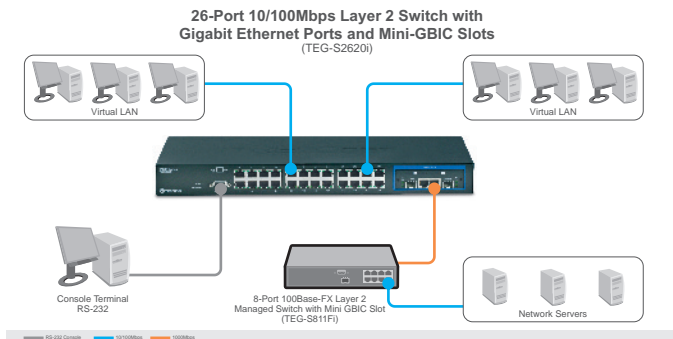 26-Port 10/100Mbps Layer 2 Switch with
Gigabit Ethernet Ports and Mini-GBIC Slots
(TEG-S2620i)
Virtual LAN
Virtual LAN
Console Terminal
RS-232
8-Port 100Base-FX Layer 2
Managed Switch with Mini GBIC Slot
(TEG-S811Fi)
Network Servers
RS-232 Console
10/100Mbps
1000Mbps